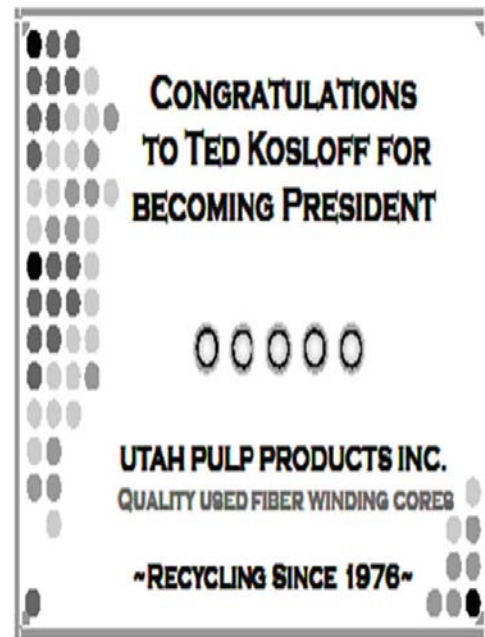 CONGRATULATIONS
TO TED KOSLOFF FOR
BECOMING PRESIDENT
UTAH PULP PRODUCTS INC.
QUALITY USED FIBER WINDING CORES
~RECYCLING SINCE 1976~